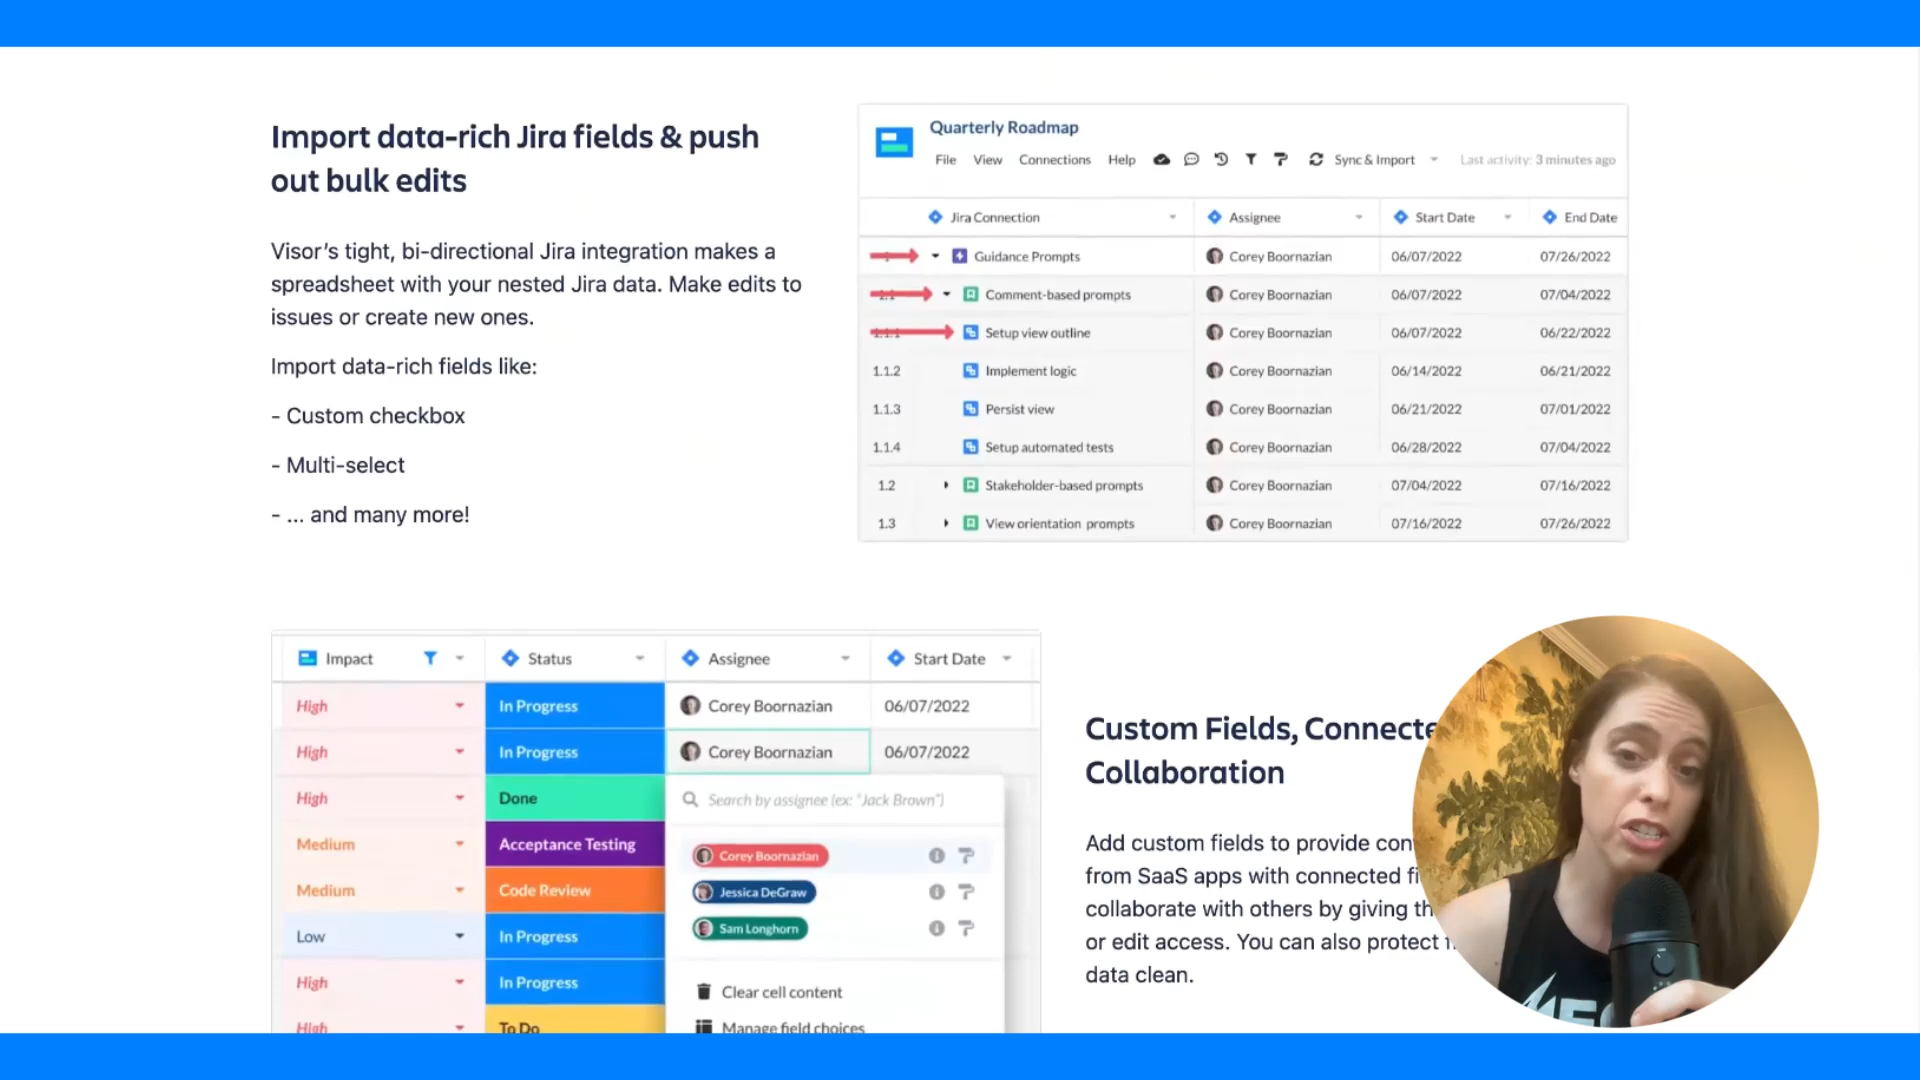 Import data-rich Jira fields & push
out bulk edits
Visor's tight, bi-directional Jira integration makes a
spreadsheet with your nested Jira data. Make edits to
issues or create new ones.
Import data-rich fields like:
- Custom checkbox
- Multi-select
- ... and many more!
Quarterly Roadmap
File View Connections Help Sync & Import Last activity: 3 minutes ago
Jira Connection Assignee Start Date End Date
Guidance Prompts Corey Boornazian 06/07/2022 07/26/2022
Comment-based prompts Corey Boornazian 06/07/2022 07/04/2022
Setup view outline Corey Boornazian 06/07/2022 06/22/2022
1.1.2 Implement logic Corey Boornazian 06/14/2022 06/21/2022
1.1.3 Persist view Corey Boornazian 06/21/2022 07/01/2022
1.1.4 Setup automated tests Corey Boornazian 06/28/2022 07/04/2022
1.2 Stakeholder-based prompts Corey Boornazian 07/04/2022 07/16/2022
1.3 View orientation prompts Corey Boornazian 07/16/2022 07/26/2022
Impact Status Assignee Start Date
High In Progress Corey Boornazian 06/07/2022
High In Progress Corey Boornazian 06/07/2022
High Done
Medium Acceptance Testing
Medium Code Review
Low In Progress
High In Progress
High To Do
Search by assignee (ex: "Jack Brown")
Corey Boornazian
Jessica DeGraw
Sam Longhorn
Clear cell content
Manage field choices
Custom Fields, Connecte
Collaboration
Add custom fields to provide con
from SaaS apps with connected fi
collaborate with others by giving th
or edit access. You can also protect
data clean.